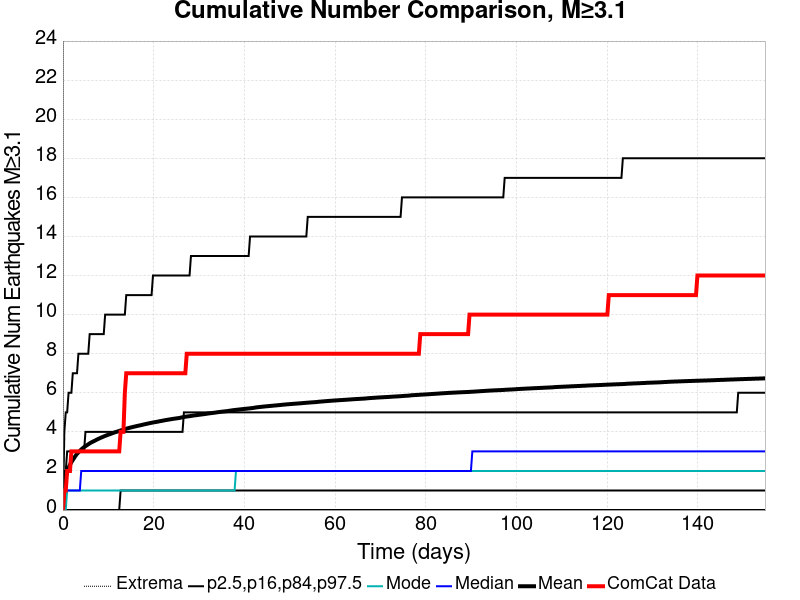 Cumulative Number Comparison, M≥3.1
Cumulative Num Earthquakes M≥3.1
24
22
20
18
16
14
12
10
8
6
4
2
0
0 20 40 60 80 100 120 140
Time (days)
Extrema p2.5,p16,p84,p97.5 Mode Median Mean ComCat Data